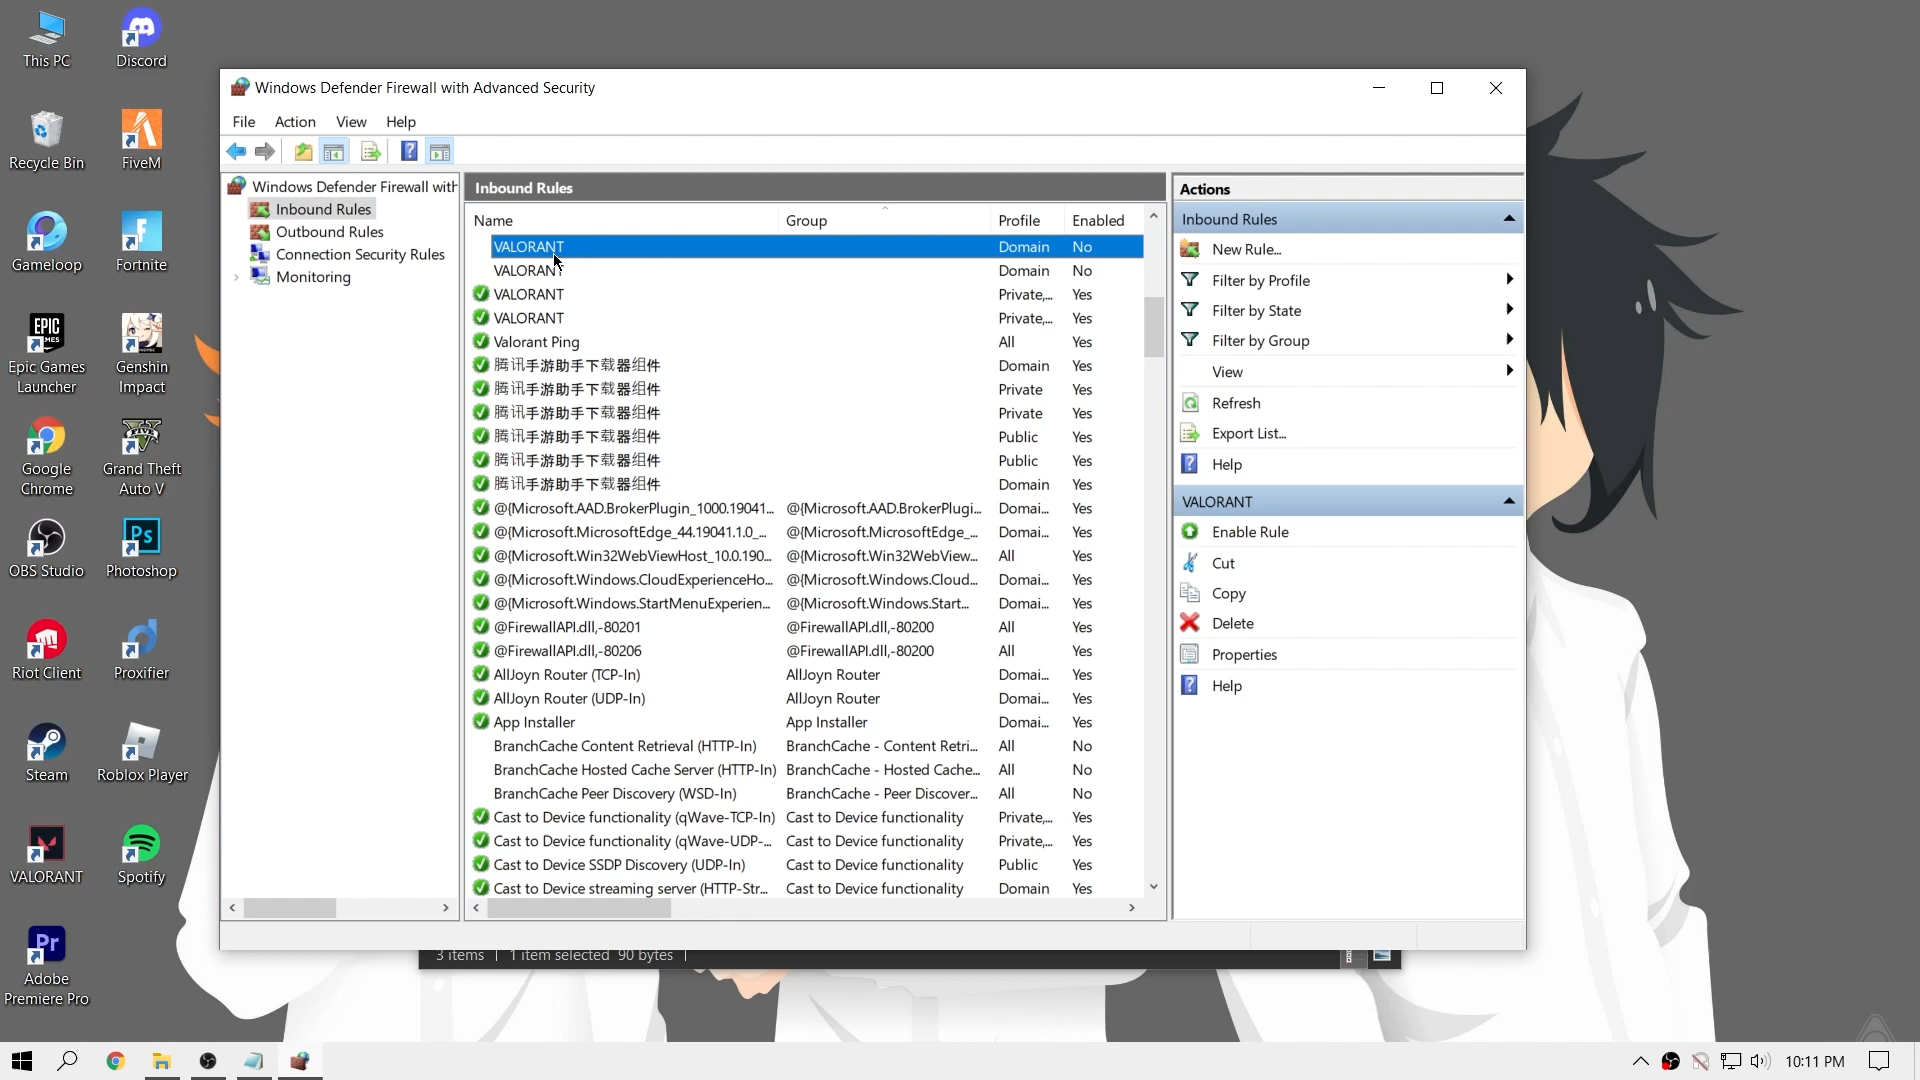 This PC
Discord
Recycle Bin
FiveM
Gameloop
Fortnite
EPIC
GAMES
Epic Games
Launcher
Genshin
Impact
Google
Chrome
Grand Theft
Auto V
OBS Studio
Ps
Photoshop
Riot Client
Proxifier
Steam
Roblox Player
VALORANT
Spotify
Pr
Adobe
Premiere Pro
Windows Defender Firewall with Advanced Security
File Action View Help
Windows Defender Firewall with
Inbound Rules
Outbound Rules
Connection Security Rules
Monitoring
Inbound Rules
Name Group Profile Enabled
VALORANT Domain No
VALORANT Domain No
VALORANT Private,... Yes
VALORANT Private,... Yes
Valorant Ping All Yes
腾讯手游助手下载器组件 Domain Yes
腾讯手游助手下载器组件 Private Yes
腾讯手游助手下载器组件 Private Yes
腾讯手游助手下载器组件 Public Yes
腾讯手游助手下载器组件 Public Yes
腾讯手游助手下载器组件 Domain Yes
@{Microsoft.AAD.BrokerPlugin_1000.19041... @{Microsoft.AAD.BrokerPlugi... Domai... Yes
@{Microsoft.MicrosoftEdge_44.19041.1.0_... @{Microsoft.MicrosoftEdge_... Domai... Yes
@{Microsoft.Win32WebViewHost_10.0.190... @{Microsoft.Win32WebView... All Yes
@{Microsoft.Windows.CloudExperienceHo... @{Microsoft.Windows.Cloud... Domai... Yes
@{Microsoft.Windows.StartMenuExperien... @{Microsoft.Windows.Start... Domai... Yes
@FirewallAPI.dll,-80201 @FirewallAPI.dll,-80200 All Yes
@FirewallAPI.dll,-80206 @FirewallAPI.dll,-80200 All Yes
AllJoyn Router (TCP-In) AllJoyn Router Domai... Yes
AllJoyn Router (UDP-In) AllJoyn Router Domai... Yes
App Installer App Installer Domai... Yes
BranchCache Content Retrieval (HTTP-In) BranchCache - Content Retri... All No
BranchCache Hosted Cache Server (HTTP-In) BranchCache - Hosted Cache... All No
BranchCache Peer Discovery (WSD-In) BranchCache - Peer Discover... All No
Cast to Device functionality (qWave-TCP-In) Cast to Device functionality Private,... Yes
Cast to Device functionality (qWave-UDP-... Cast to Device functionality Private,... Yes
Cast to Device SSDP Discovery (UDP-In) Cast to Device functionality Public Yes
Cast to Device streaming server (HTTP-Str... Cast to Device functionality Domain Yes
Actions
Inbound Rules
New Rule...
Filter by Profile
Filter by State
Filter by Group
View
Refresh
Export List...
Help
VALORANT
Enable Rule
Cut
Copy
Delete
Properties
Help
3 items 1 item selected 90 bytes
10:11 PM